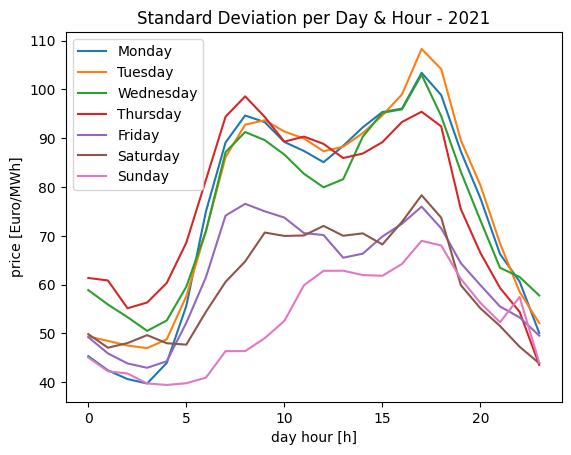 Standard Deviation per Day & Hour - 2021
110
100
90
80
70
60
50
40
price [Euro/MWh]
Monday
Tuesday
Wednesday
Thursday
Friday
Saturday
Sunday
0 5 10 15 20
day hour [h]